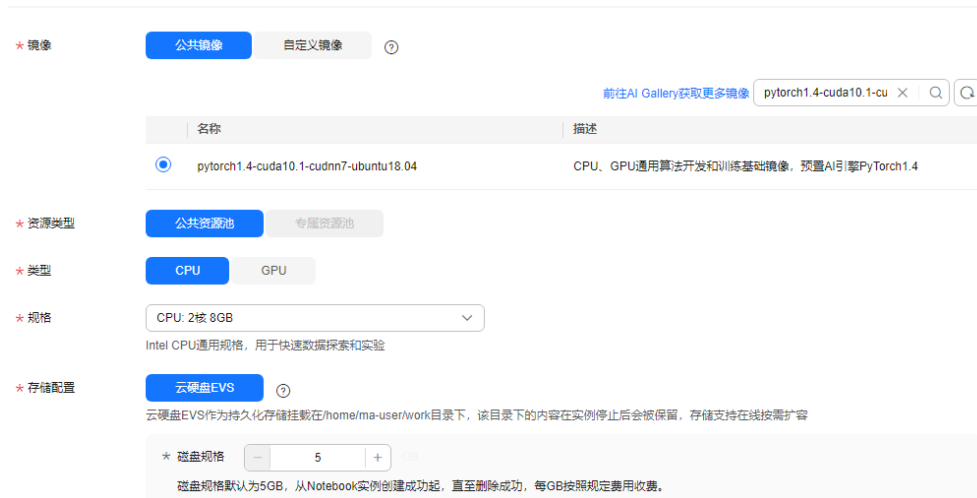 * 镜像 公共镜像 自定义镜像 ?
前往AI Gallery获取更多镜像 pytorch1.4-cuda10.1-cu
名称 描述
pytorch1.4-cuda10.1-cudnn7-ubuntu18.04 CPU、GPU通用算法开发和训练基础镜像，预置AI引擎PyTorch1.4
* 资源类型 公共资源池 专属资源池
* 类型 CPU GPU
* 规格 CPU: 2核 8GB
Intel CPU通用规格，用于快速数据探索和实验
* 存储配置 云硬盘EVS ?
云硬盘EVS作为持久化存储挂载在/home/ma-user/work目录下，该目录下的内容在实例停止后会被保留，存储支持在线按需扩容
* 磁盘规格 － 5 + GB
磁盘规格默认为5GB，从Notebook实例创建成功起，直至删除成功，每GB按照规定费用收费。